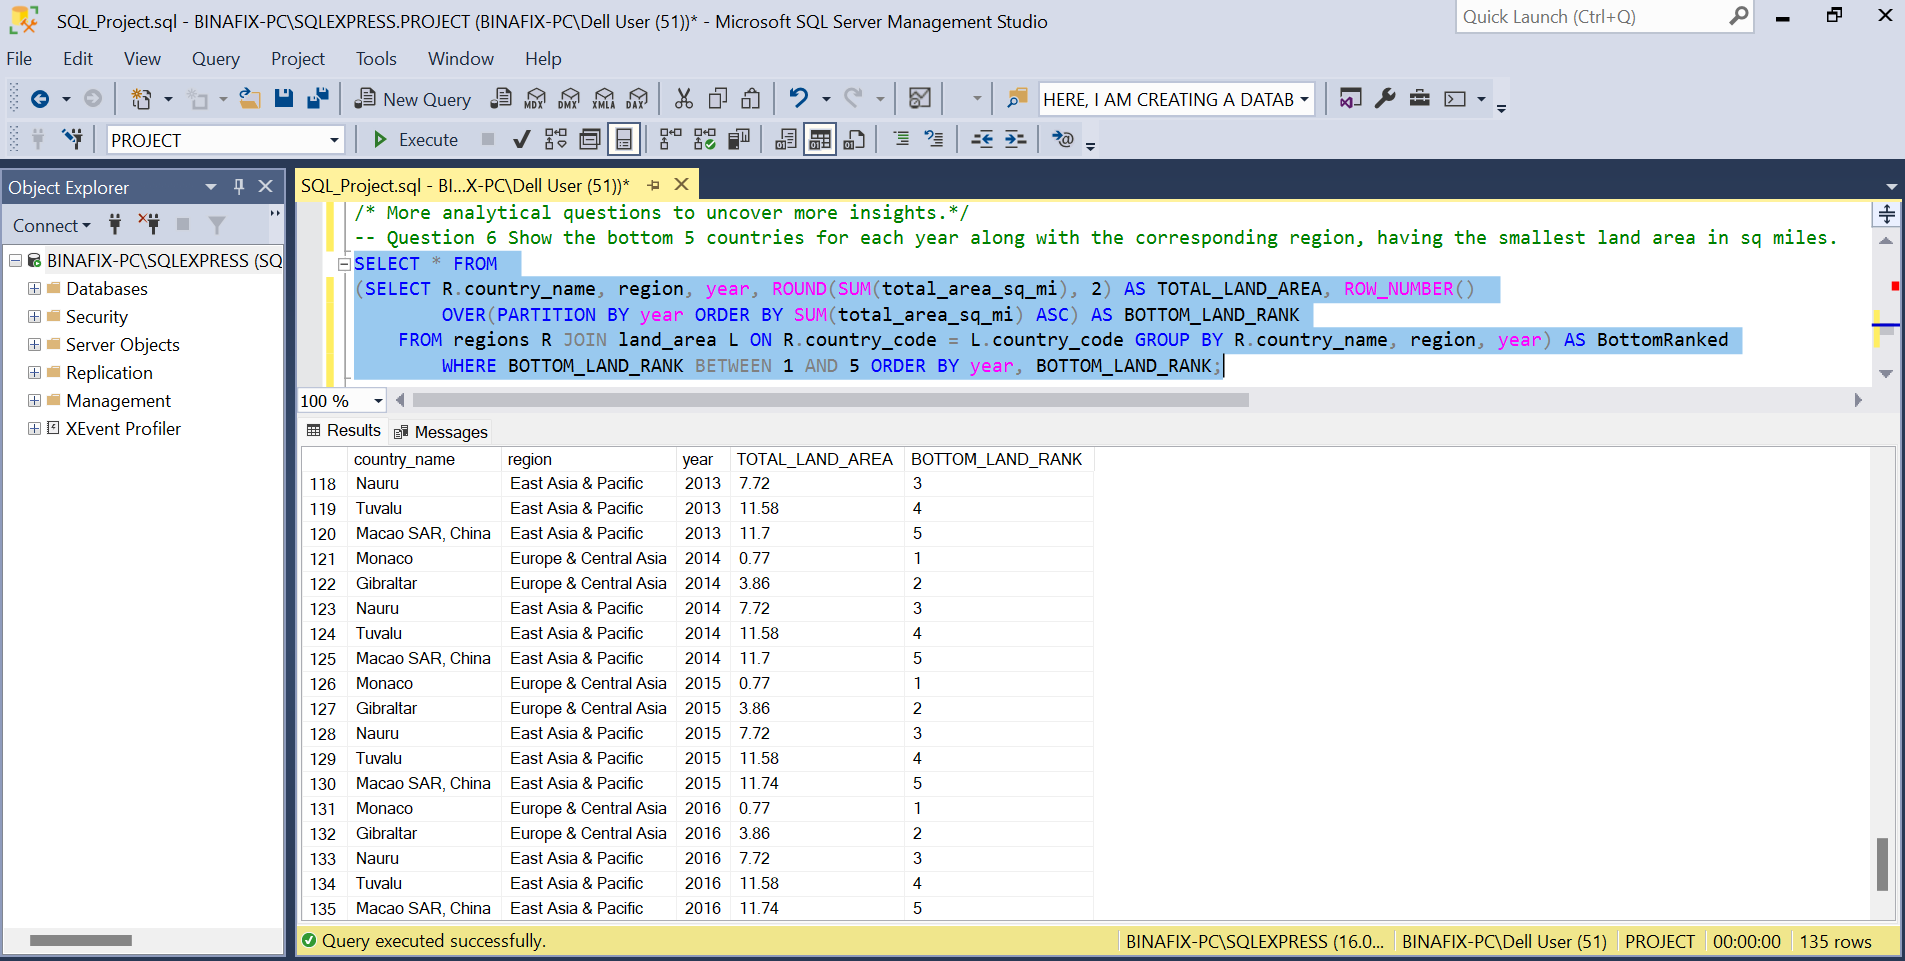 SQL_Project.sql - BINAFIX-PC\SQLEXPRESS.PROJECT (BINAFIX-PC\Dell User (51))* - Microsoft SQL Server Management Studio
Quick Launch (Ctrl+Q)
File Edit View Query Project Tools Window Help
New Query MDX DMX XMLA DAX HERE, I AM CREATING A DATAB
PROJECT Execute
Object Explorer
SQL_Project.sql - BI...X-PC\Dell User (51))*
Connect
BINAFIX-PC\SQLEXPRESS (SQ
Databases
Security
Server Objects
Replication
Management
XEvent Profiler
/* More analytical questions to uncover more insights.*/
-- Question 6 Show the bottom 5 countries for each year along with the corresponding region, having the smallest land area in sq miles.
SELECT * FROM
(SELECT R.country_name, region, year, ROUND(SUM(total_area_sq_mi), 2) AS TOTAL_LAND_AREA, ROW_NUMBER()
OVER(PARTITION BY year ORDER BY SUM(total_area_sq_mi) ASC) AS BOTTOM_LAND_RANK
FROM regions R JOIN land_area L ON R.country_code = L.country_code GROUP BY R.country_name, region, year) AS BottomRanked
WHERE BOTTOM_LAND_RANK BETWEEN 1 AND 5 ORDER BY year, BOTTOM_LAND_RANK;
100 %
Results Messages
country_name region year TOTAL_LAND_AREA BOTTOM_LAND_RANK
118 Nauru East Asia & Pacific 2013 7.72 3
119 Tuvalu East Asia & Pacific 2013 11.58 4
120 Macao SAR, China East Asia & Pacific 2013 11.7 5
121 Monaco Europe & Central Asia 2014 0.77 1
122 Gibraltar Europe & Central Asia 2014 3.86 2
123 Nauru East Asia & Pacific 2014 7.72 3
124 Tuvalu East Asia & Pacific 2014 11.58 4
125 Macao SAR, China East Asia & Pacific 2014 11.7 5
126 Monaco Europe & Central Asia 2015 0.77 1
127 Gibraltar Europe & Central Asia 2015 3.86 2
128 Nauru East Asia & Pacific 2015 7.72 3
129 Tuvalu East Asia & Pacific 2015 11.58 4
130 Macao SAR, China East Asia & Pacific 2015 11.74 5
131 Monaco Europe & Central Asia 2016 0.77 1
132 Gibraltar Europe & Central Asia 2016 3.86 2
133 Nauru East Asia & Pacific 2016 7.72 3
134 Tuvalu East Asia & Pacific 2016 11.58 4
135 Macao SAR, China East Asia & Pacific 2016 11.74 5
Query executed successfully. BINAFIX-PC\SQLEXPRESS (16.0... BINAFIX-PC\Dell User (51) PROJECT 00:00:00 135 rows